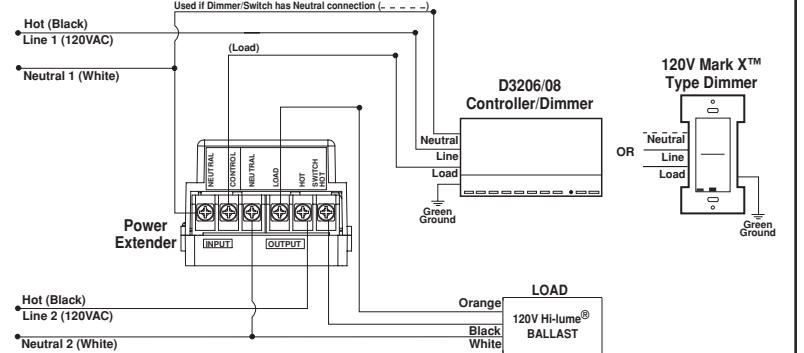 Used if Dimmer/Switch has Neutral connection (_ _ _ _ _)
Hot (Black)
Line 1 (120VAC)
Neutral 1 (White)
(Load)
D3206/08
Controller/Dimmer
120V Mark X™
Type Dimmer
Neutral
Line
Load
Green
Ground
OR
Neutral
Line
Load
Green
Ground
NEUTRAL
CONTROL
NEUTRAL
LOAD
HOT
SWITCH
HOT
Power
Extender
INPUT
OUTPUT
Hot (Black)
Line 2 (120VAC)
Neutral 2 (White)
Orange
Black
White
LOAD
120V Hi-lume®
BALLAST